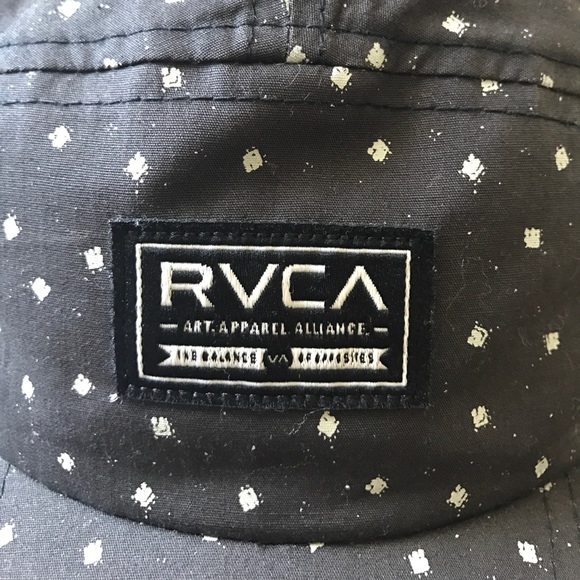 RVCA
— ART. APPAREL. ALLIANCE. —
THE BALANCE VA OF OPPOSITES